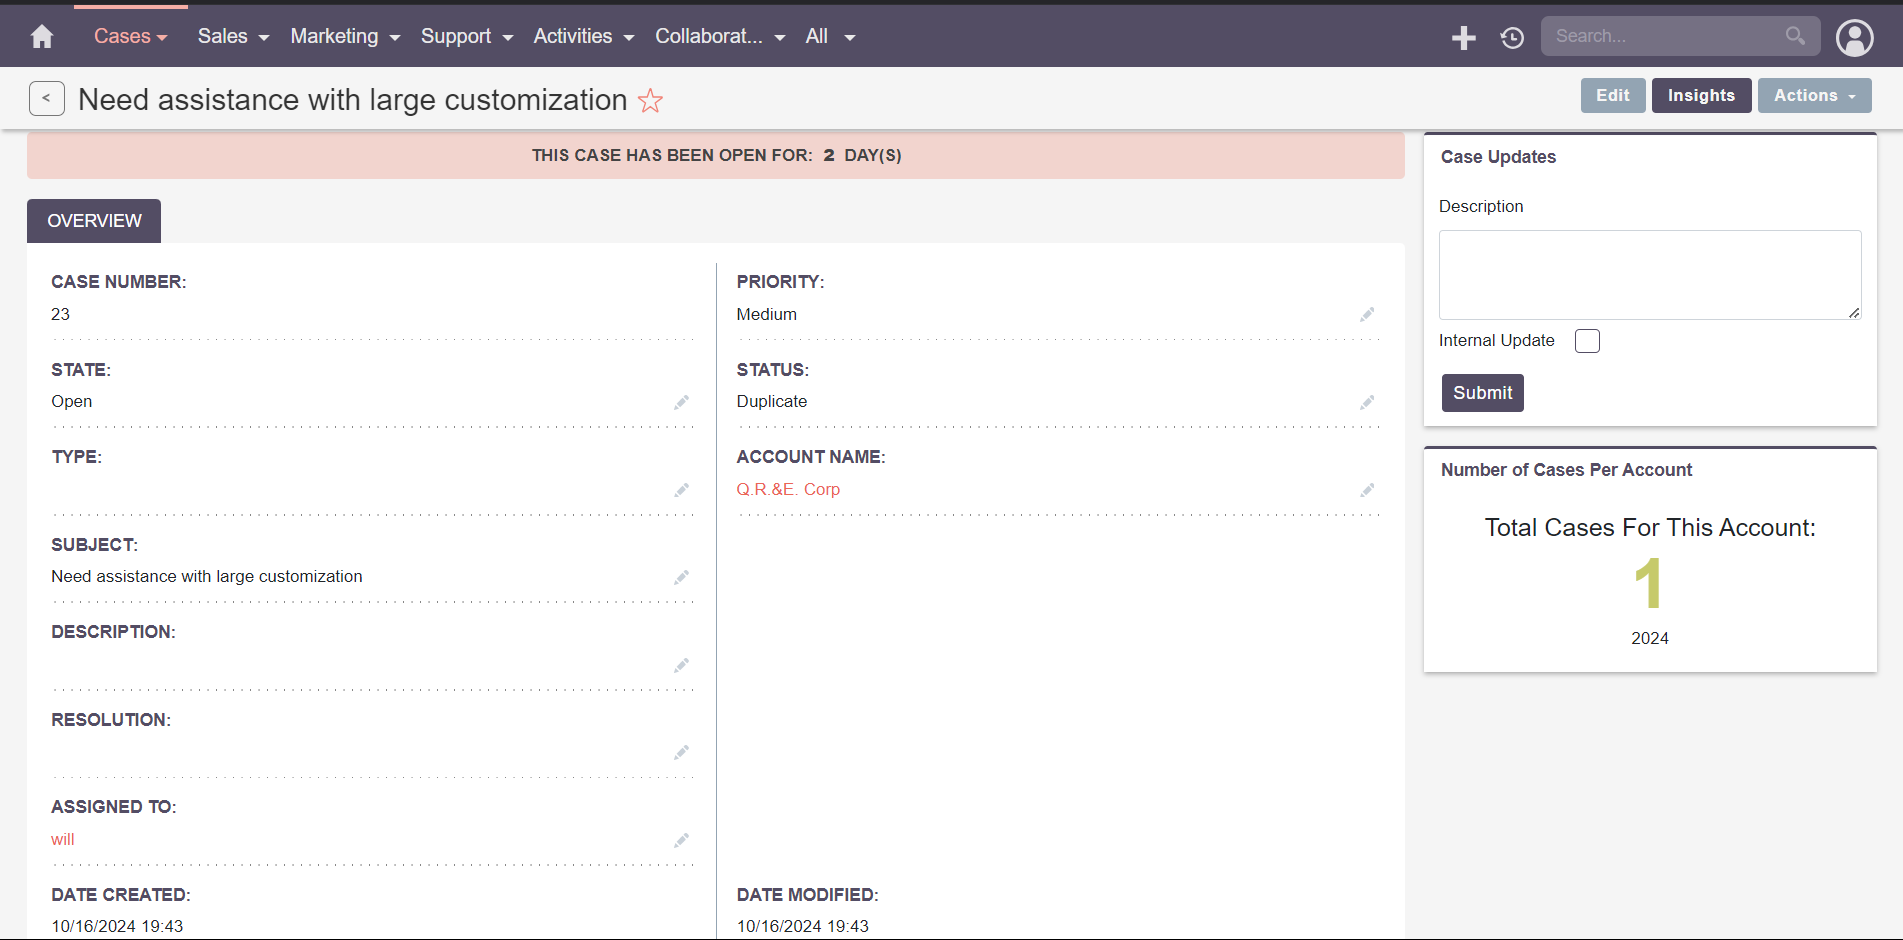 Cases
Sales
Marketing
Support
Activities
Collaborat...
All
Search...
<
Need assistance with large customization
Edit
Insights
Actions
THIS CASE HAS BEEN OPEN FOR: 2 DAY(S)
OVERVIEW
CASE NUMBER:
23
PRIORITY:
Medium
STATE:
Open
STATUS:
Duplicate
TYPE:
ACCOUNT NAME:
Q.R.&E. Corp
SUBJECT:
Need assistance with large customization
DESCRIPTION:
RESOLUTION:
ASSIGNED TO:
will
DATE CREATED:
10/16/2024 19:43
DATE MODIFIED:
10/16/2024 19:43
Case Updates
Description
Internal Update
Submit
Number of Cases Per Account
Total Cases For This Account:
1
2024